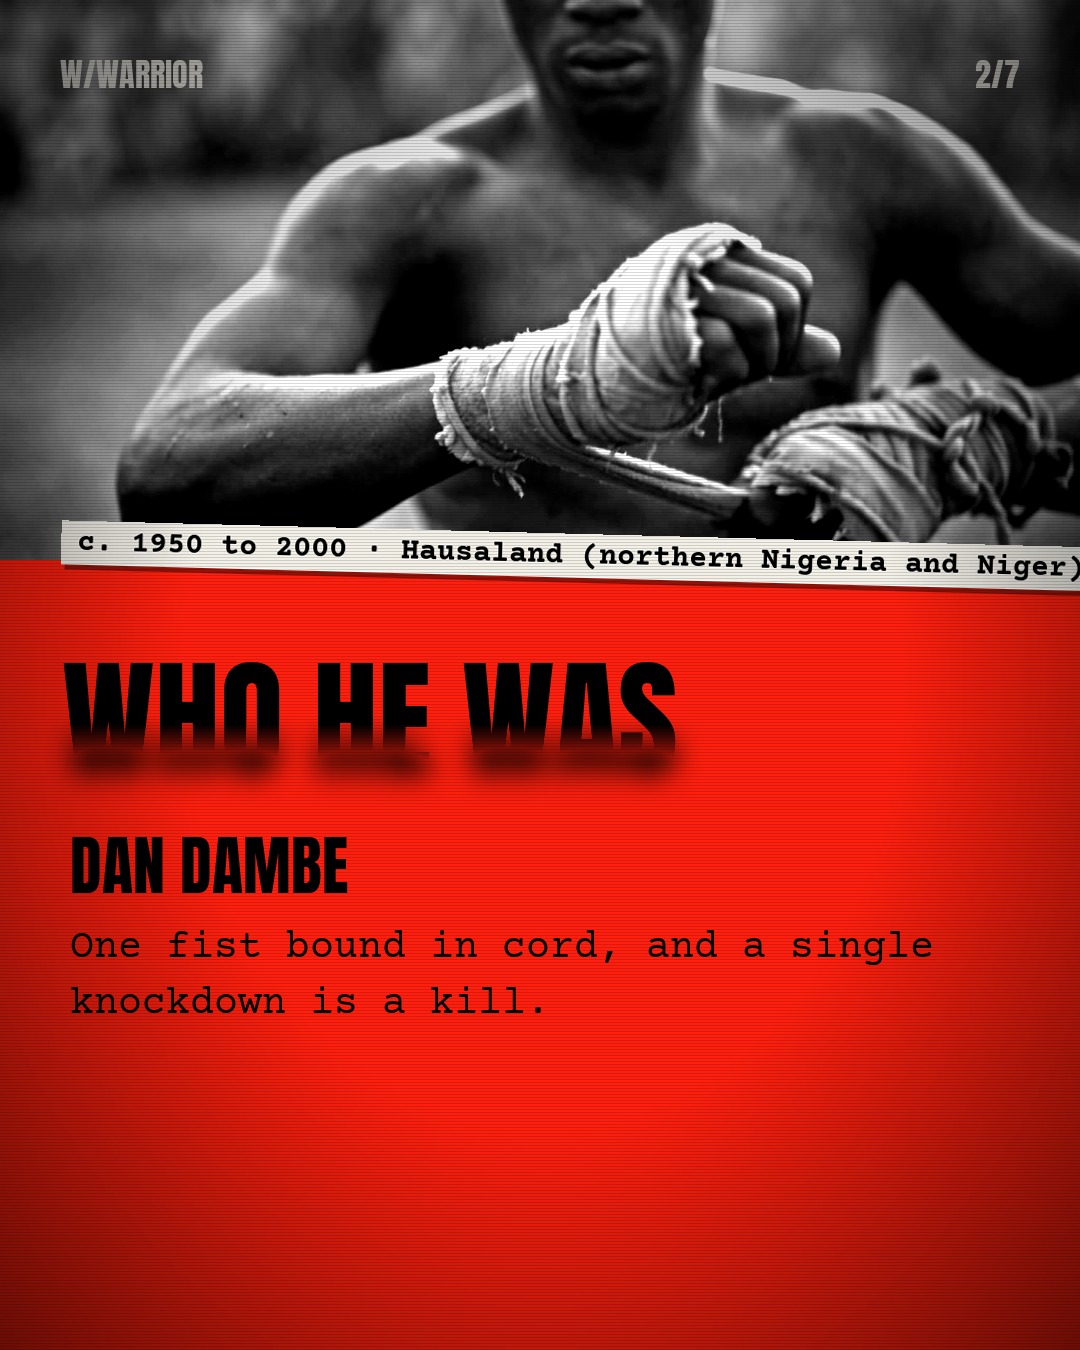 W/WARRIOR
2/7
c. 1950 to 2000 · Hausaland (northern Nigeria and Niger)
WHO HE WAS
DAN DAMBE
One fist bound in cord, and a single
knockdown is a kill.